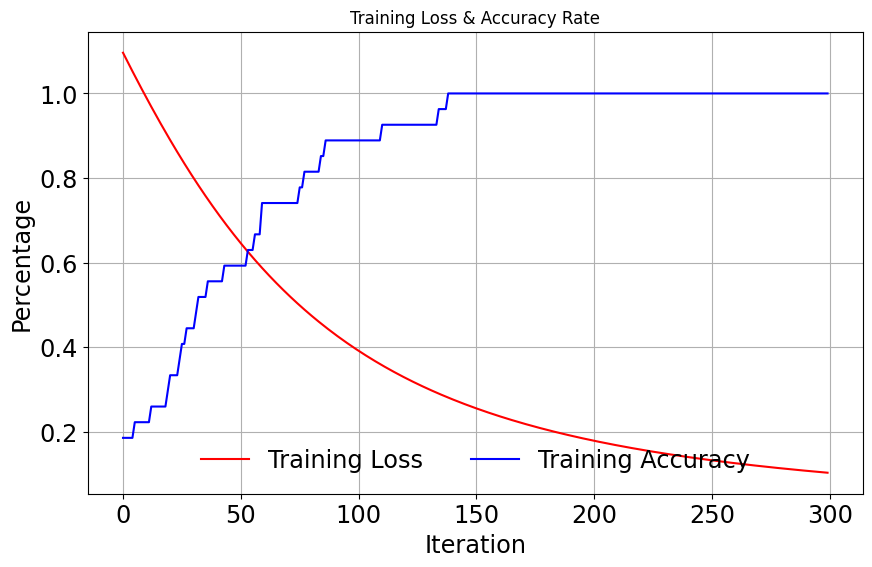 Training Loss & Accuracy Rate
Percentage
1.0
0.8
0.6
0.4
0.2
Training Loss
Training Accuracy
0 50 100 150 200 250 300
Iteration